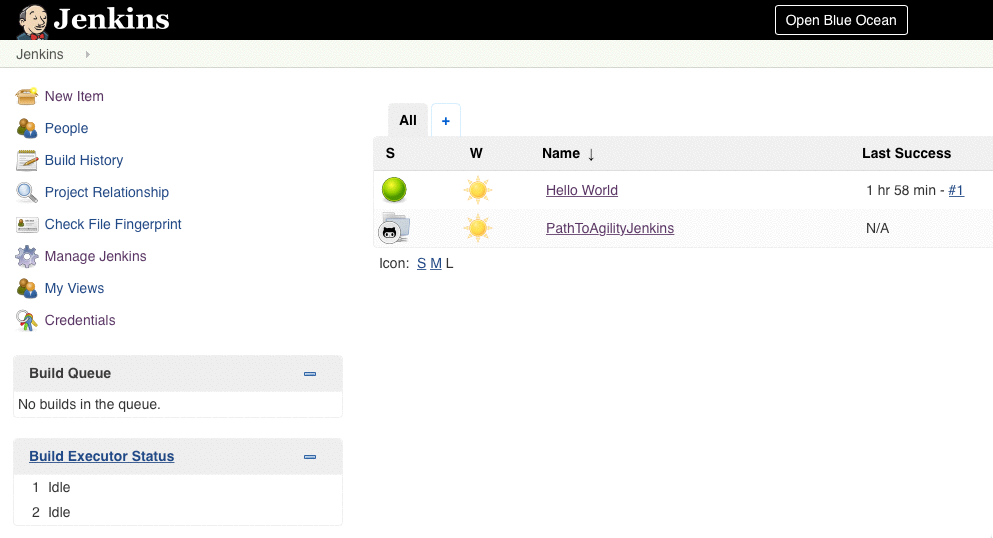 Jenkins
Open Blue Ocean
Jenkins
New Item
People
Build History
Project Relationship
Check File Fingerprint
Manage Jenkins
My Views
Credentials
Build Queue
No builds in the queue.
Build Executor Status
1 Idle
2 Idle
All +
S W Name ↓ Last Success
Hello World 1 hr 58 min - #1
PathToAgilityJenkins N/A
Icon: S M L